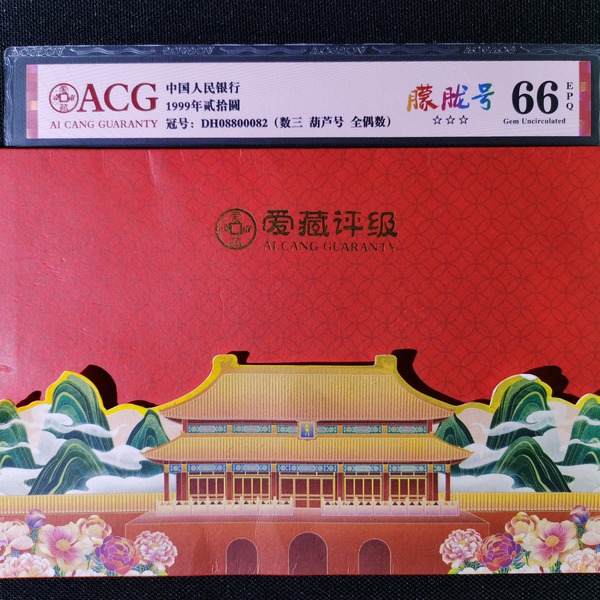 ACG
AI CANG GUARANTY
中国人民银行
1999年贰拾圆
冠号：DH08800082（数三 葫芦号 全偶数）
朦胧号
☆☆☆
66
EPQ
Gem Uncirculated
爱藏评级
AI CANG GUARANTY